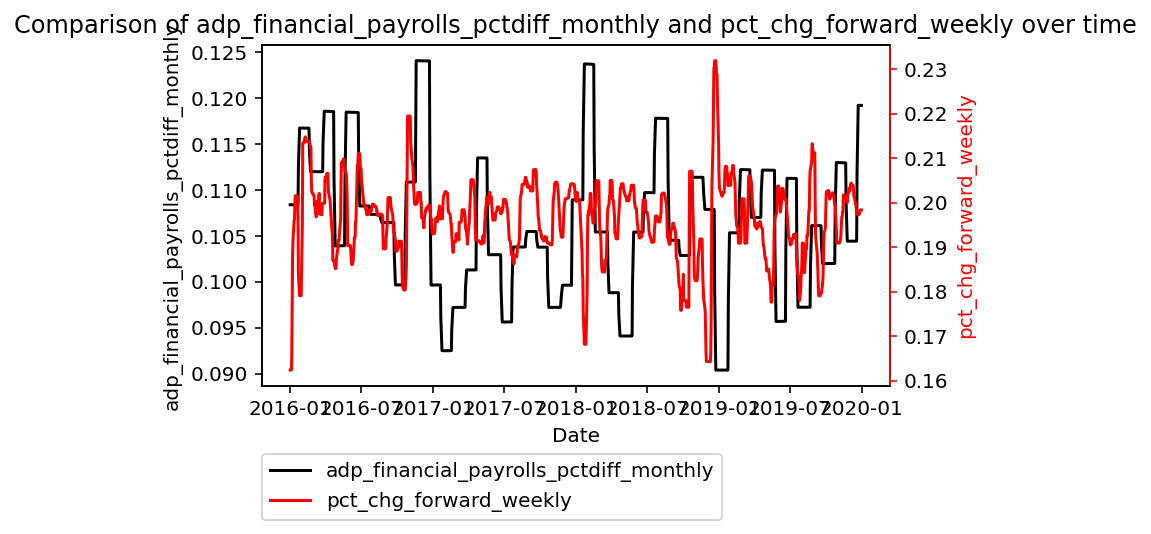 Comparison of adp_financial_payrolls_pctdiff_monthly and pct_chg_forward_weekly over time
adp_financial_payrolls_pctdiff_monthly
0.125
0.120
0.115
0.110
0.105
0.100
0.095
0.090
0.23
0.22
0.21
0.20
0.19
0.18
0.17
0.16
pct_chg_forward_weekly
2016-01 2016-07 2017-01 2017-07 2018-01 2018-07 2019-01 2019-07 2020-01
Date
adp_financial_payrolls_pctdiff_monthly
pct_chg_forward_weekly